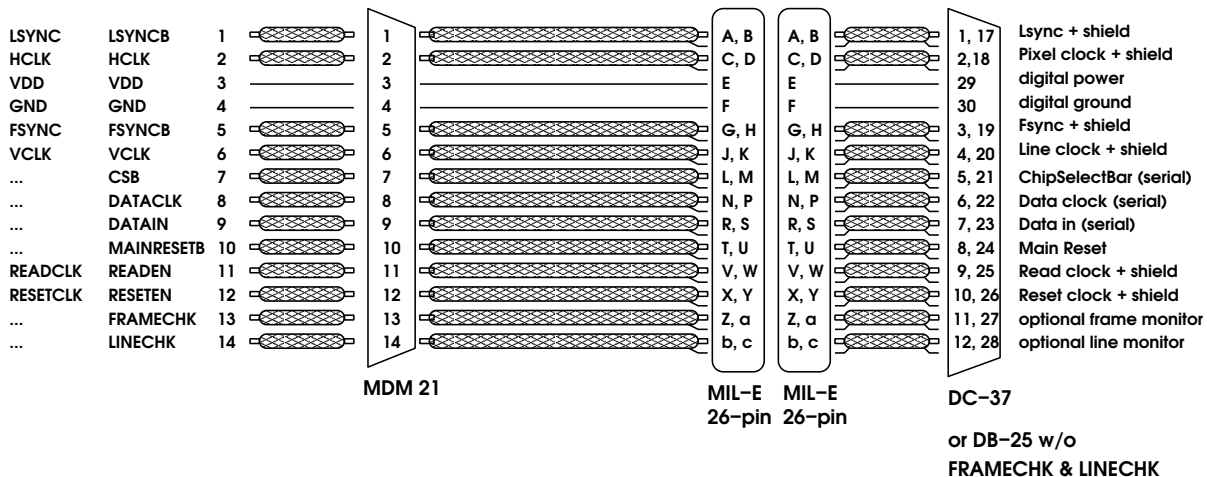 LSYNC LSYNCB 1 1 A, B A, B 1, 17 Lsync + shield
HCLK HCLK 2 2 C, D C, D 2,18 Pixel clock + shield
VDD VDD 3 3 E E 29 digital power
GND GND 4 4 F F 30 digital ground
FSYNC FSYNCB 5 5 G, H G, H 3, 19 Fsync + shield
VCLK VCLK 6 6 J, K J, K 4, 20 Line clock + shield
... CSB 7 7 L, M L, M 5, 21 ChipSelectBar (serial)
... DATACLK 8 8 N, P N, P 6, 22 Data clock (serial)
... DATAIN 9 9 R, S R, S 7, 23 Data in (serial)
... MAINRESETB 10 10 T, U T, U 8, 24 Main Reset
READCLK READEN 11 11 V, W V, W 9, 25 Read clock + shield
RESETCLK RESETEN 12 12 X, Y X, Y 10, 26 Reset clock + shield
... FRAMECHK 13 13 Z, a Z, a 11, 27 optional frame monitor
... LINECHK 14 14 b, c b, c 12, 28 optional line monitor
MDM 21 MIL−E MIL−E DC−37
26−pin 26−pin
or DB−25 w/o
FRAMECHK & LINECHK